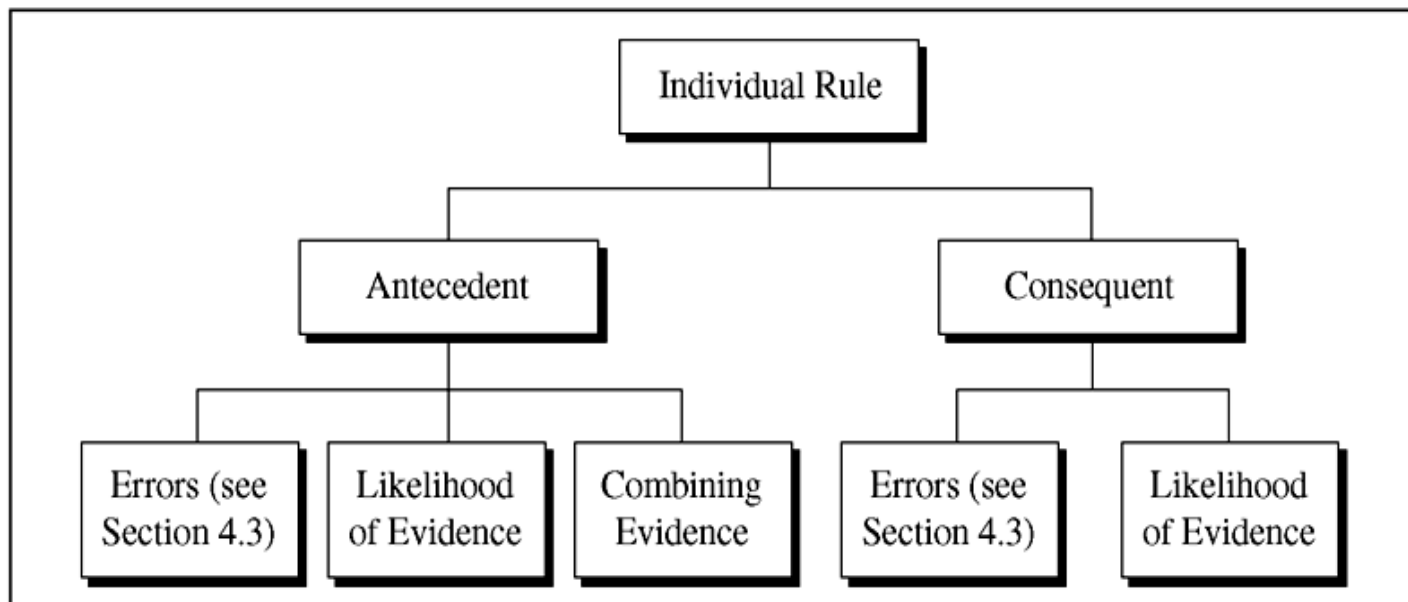 Individual Rule
Antecedent
Consequent
Errors (see
Section 4.3)
Likelihood
of Evidence
Combining
Evidence
Errors (see
Section 4.3)
Likelihood
of Evidence